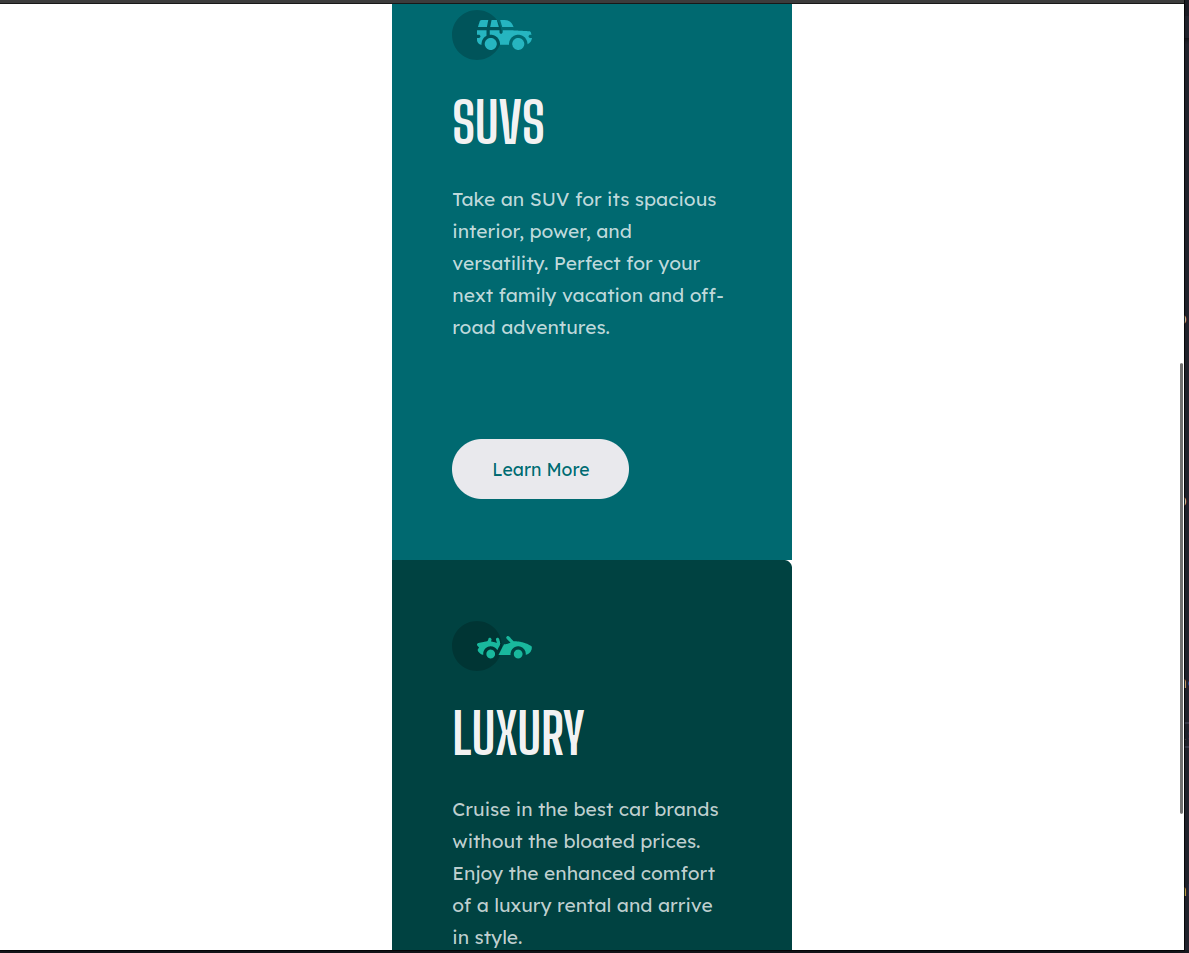 SUVS
Take an SUV for its spacious
interior, power, and
versatility. Perfect for your
next family vacation and off-
road adventures.
Learn More
LUXURY
Cruise in the best car brands
without the bloated prices.
Enjoy the enhanced comfort
of a luxury rental and arrive
in style.